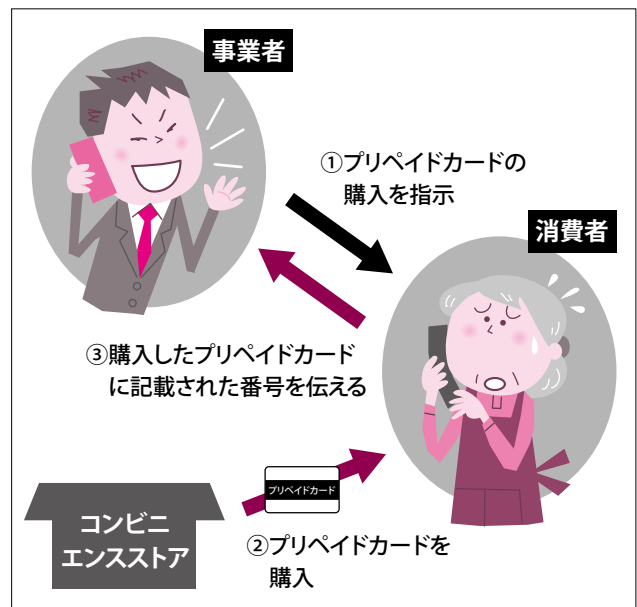 事業者
①プリペイドカードの
購入を指示
消費者
③購入したプリペイドカード
に記載された番号を伝える
プリペイドカード
コンビニ
エンスストア
②プリペイドカードを
購入